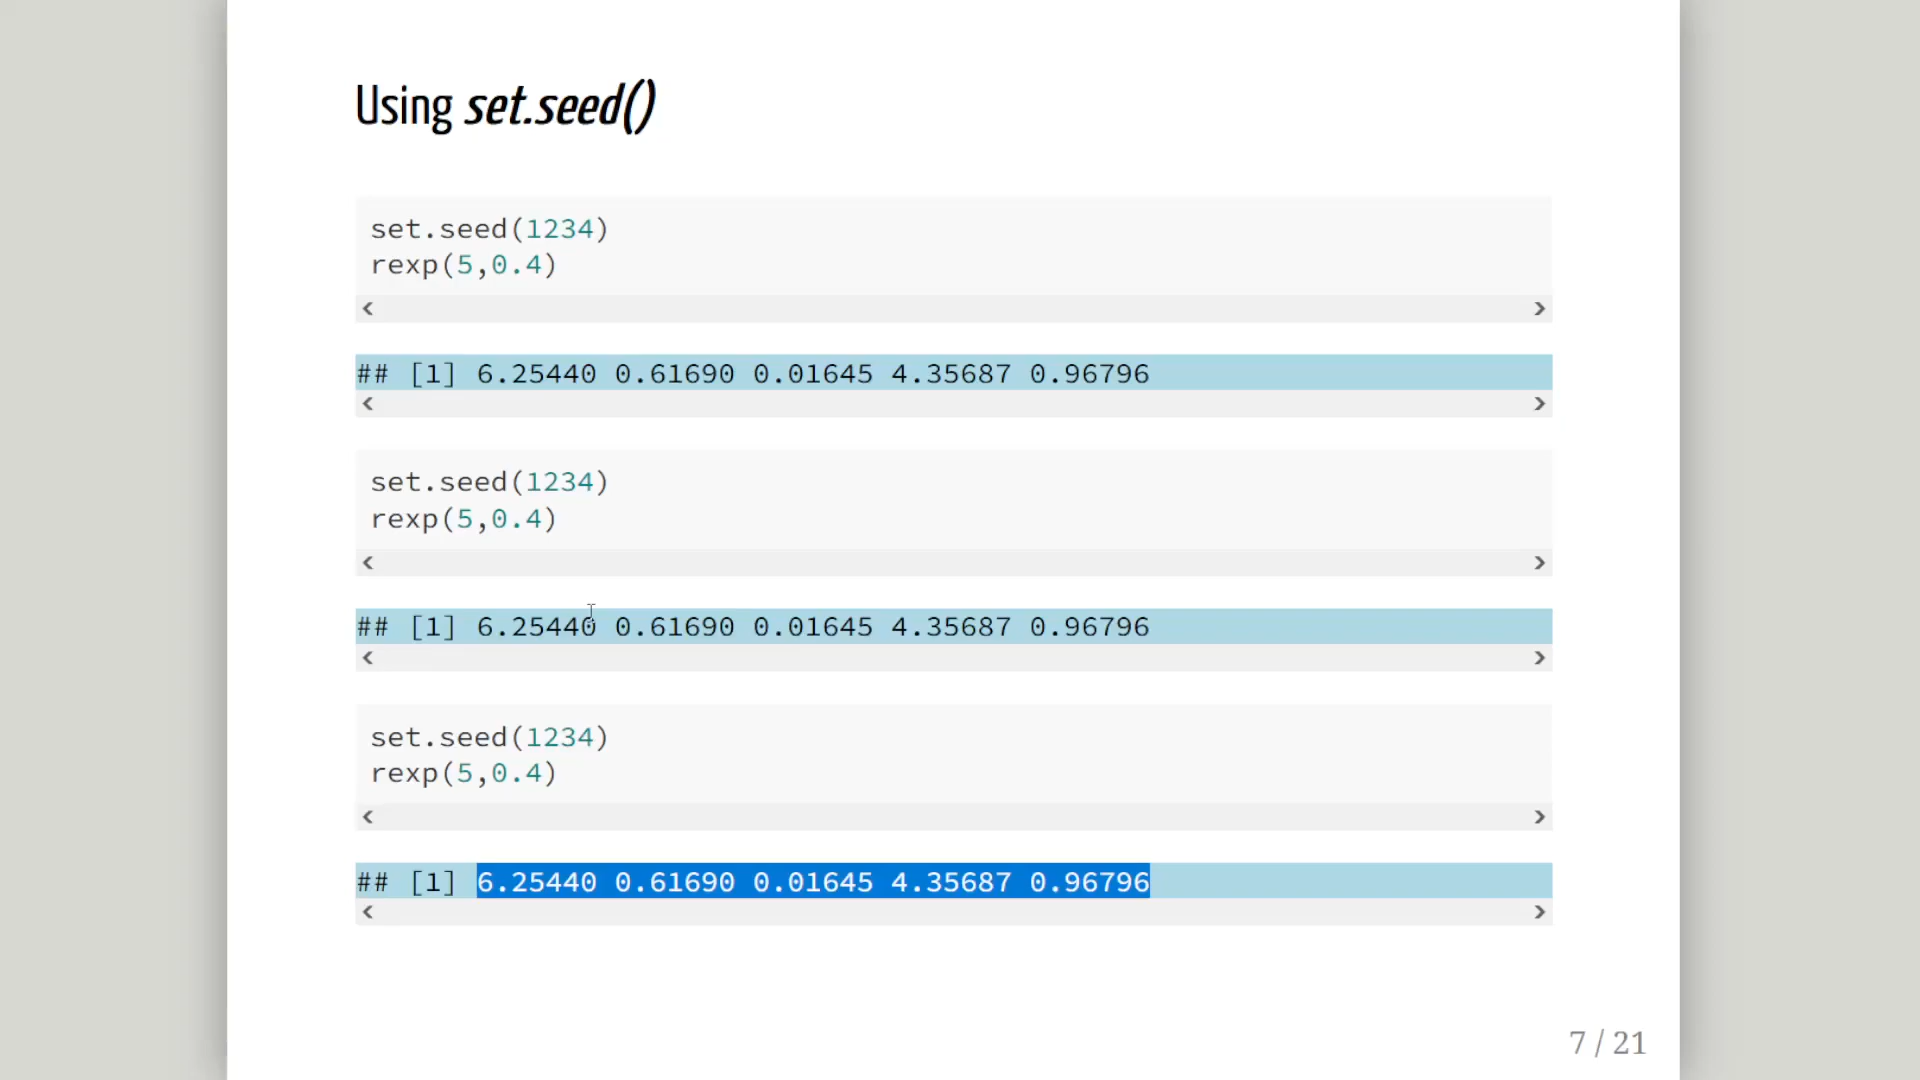 Using set.seed()
set.seed(1234)
rexp(5,0.4)
## [1] 6.25440 0.61690 0.01645 4.35687 0.96796
set.seed(1234)
rexp(5,0.4)
## [1] 6.25440 0.61690 0.01645 4.35687 0.96796
set.seed(1234)
rexp(5,0.4)
## [1] 6.25440 0.61690 0.01645 4.35687 0.96796
7 / 21